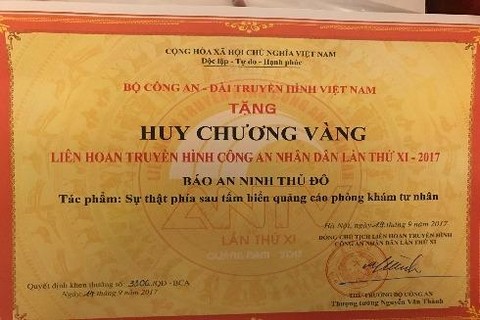 CỘNG HÒA XÃ HỘI CHỦ NGHĨA VIỆT NAM
Độc lập - Tự do - Hạnh phúc
BỘ CÔNG AN - ĐÀI TRUYỀN HÌNH VIỆT NAM
TẶNG
HUY CHƯƠNG VÀNG
LIÊN HOAN TRUYỀN HÌNH CÔNG AN NHÂN DÂN LẦN THỨ XI - 2017
BÁO AN NINH THỦ ĐÔ
Tác phẩm: Sự thật phía sau tấm biển quảng cáo phòng khám tư nhân
ANTV
LẦN THỨ XI
Hà Nội, ngày 19 tháng 9 năm 2017
ĐỒNG CHỦ TỊCH LIÊN HOAN TRUYỀN HÌNH
CÔNG AN NHÂN DÂN LẦN THỨ XI
Quyết định khen thưởng số 3306/QĐ-BCA
Ngày 19 tháng 9 năm 2017
THỨ TRƯỞNG BỘ CÔNG AN
Thượng tướng Nguyễn Văn Thành